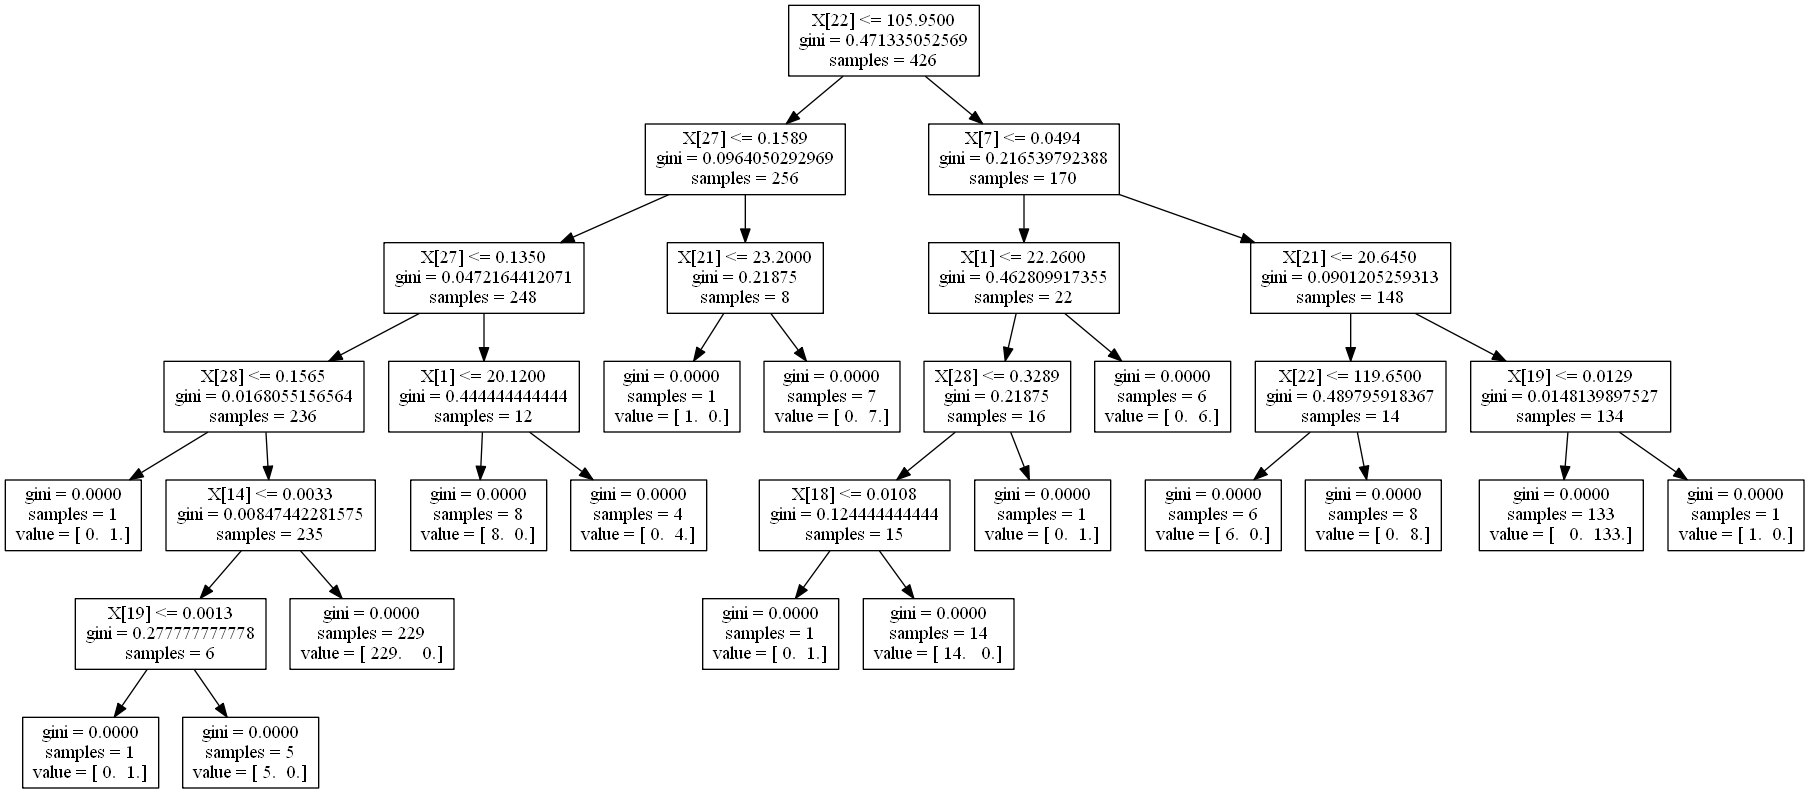 X[22] <= 105.9500
gini = 0.471335052569
samples = 426
X[27] <= 0.1589
gini = 0.0964050292969
samples = 256
X[7] <= 0.0494
gini = 0.216539792388
samples = 170
X[27] <= 0.1350
gini = 0.0472164412071
samples = 248
X[21] <= 23.2000
gini = 0.21875
samples = 8
X[1] <= 22.2600
gini = 0.462809917355
samples = 22
X[21] <= 20.6450
gini = 0.0901205259313
samples = 148
X[28] <= 0.1565
gini = 0.0168055156564
samples = 236
X[1] <= 20.1200
gini = 0.444444444444
samples = 12
gini = 0.0000
samples = 1
value = [ 1.  0.]
gini = 0.0000
samples = 7
value = [ 0.  7.]
X[28] <= 0.3289
gini = 0.21875
samples = 16
gini = 0.0000
samples = 6
value = [ 0.  6.]
X[22] <= 119.6500
gini = 0.489795918367
samples = 14
X[19] <= 0.0129
gini = 0.0148139897527
samples = 134
gini = 0.0000
samples = 1
value = [ 0.  1.]
X[14] <= 0.0033
gini = 0.00847442281575
samples = 235
gini = 0.0000
samples = 8
value = [ 8.  0.]
gini = 0.0000
samples = 4
value = [ 0.  4.]
X[18] <= 0.0108
gini = 0.124444444444
samples = 15
gini = 0.0000
samples = 1
value = [ 0.  1.]
gini = 0.0000
samples = 6
value = [ 6.  0.]
gini = 0.0000
samples = 8
value = [ 0.  8.]
gini = 0.0000
samples = 133
value = [   0.  133.]
gini = 0.0000
samples = 1
value = [ 1.  0.]
X[19] <= 0.0013
gini = 0.277777777778
samples = 6
gini = 0.0000
samples = 229
value = [ 229.    0.]
gini = 0.0000
samples = 1
value = [ 0.  1.]
gini = 0.0000
samples = 14
value = [ 14.   0.]
gini = 0.0000
samples = 1
value = [ 0.  1.]
gini = 0.0000
samples = 5
value = [ 5.  0.]